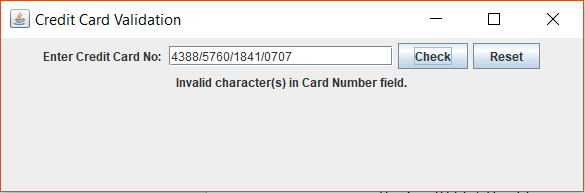 Credit Card Validation
Enter Credit Card No: 4388/5760/1841/0707 Check Reset
Invalid character(s) in Card Number field.